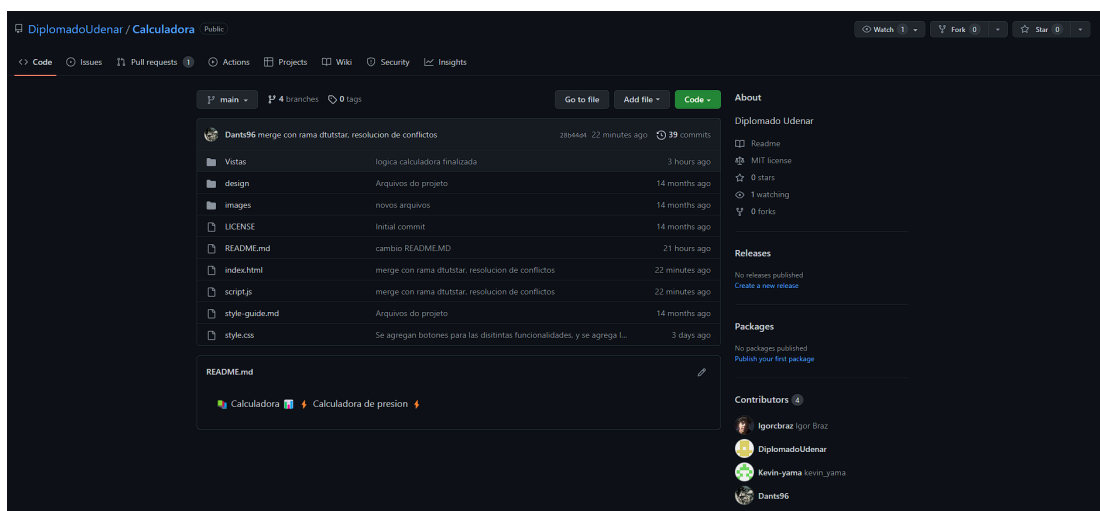 DiplomadoUdenar / Calculadora Public
Watch 1 Fork 0 Star 0
Code Issues Pull requests 1 Actions Projects Wiki Security Insights
main 4 branches 0 tags Go to file Add file Code
Dants96 merge con rama dtutstar, resolucion de conflictos 28b44d4 22 minutes ago 39 commits
Vistas logica calculadora finalizada 3 hours ago
design Arquivos do projeto 14 months ago
images novos arquivos 14 months ago
LICENSE Initial commit 14 months ago
README.md cambio README.MD 21 hours ago
index.html merge con rama dtutstar, resolucion de conflictos 22 minutes ago
script.js merge con rama dtutstar, resolucion de conflictos 22 minutes ago
style-guide.md Arquivos do projeto 14 months ago
style.css Se agregan botones para las disitintas funcionalidades, y se agrega l... 3 days ago
README.md
Calculadora Calculadora de presion
About
Diplomado Udenar
Readme
MIT license
0 stars
1 watching
0 forks
Releases
No releases published
Create a new release
Packages
No packages published
Publish your first package
Contributors 4
Igorcbraz Igor Braz
DiplomadoUdenar
Kevin-yama kevin_yama
Dants96